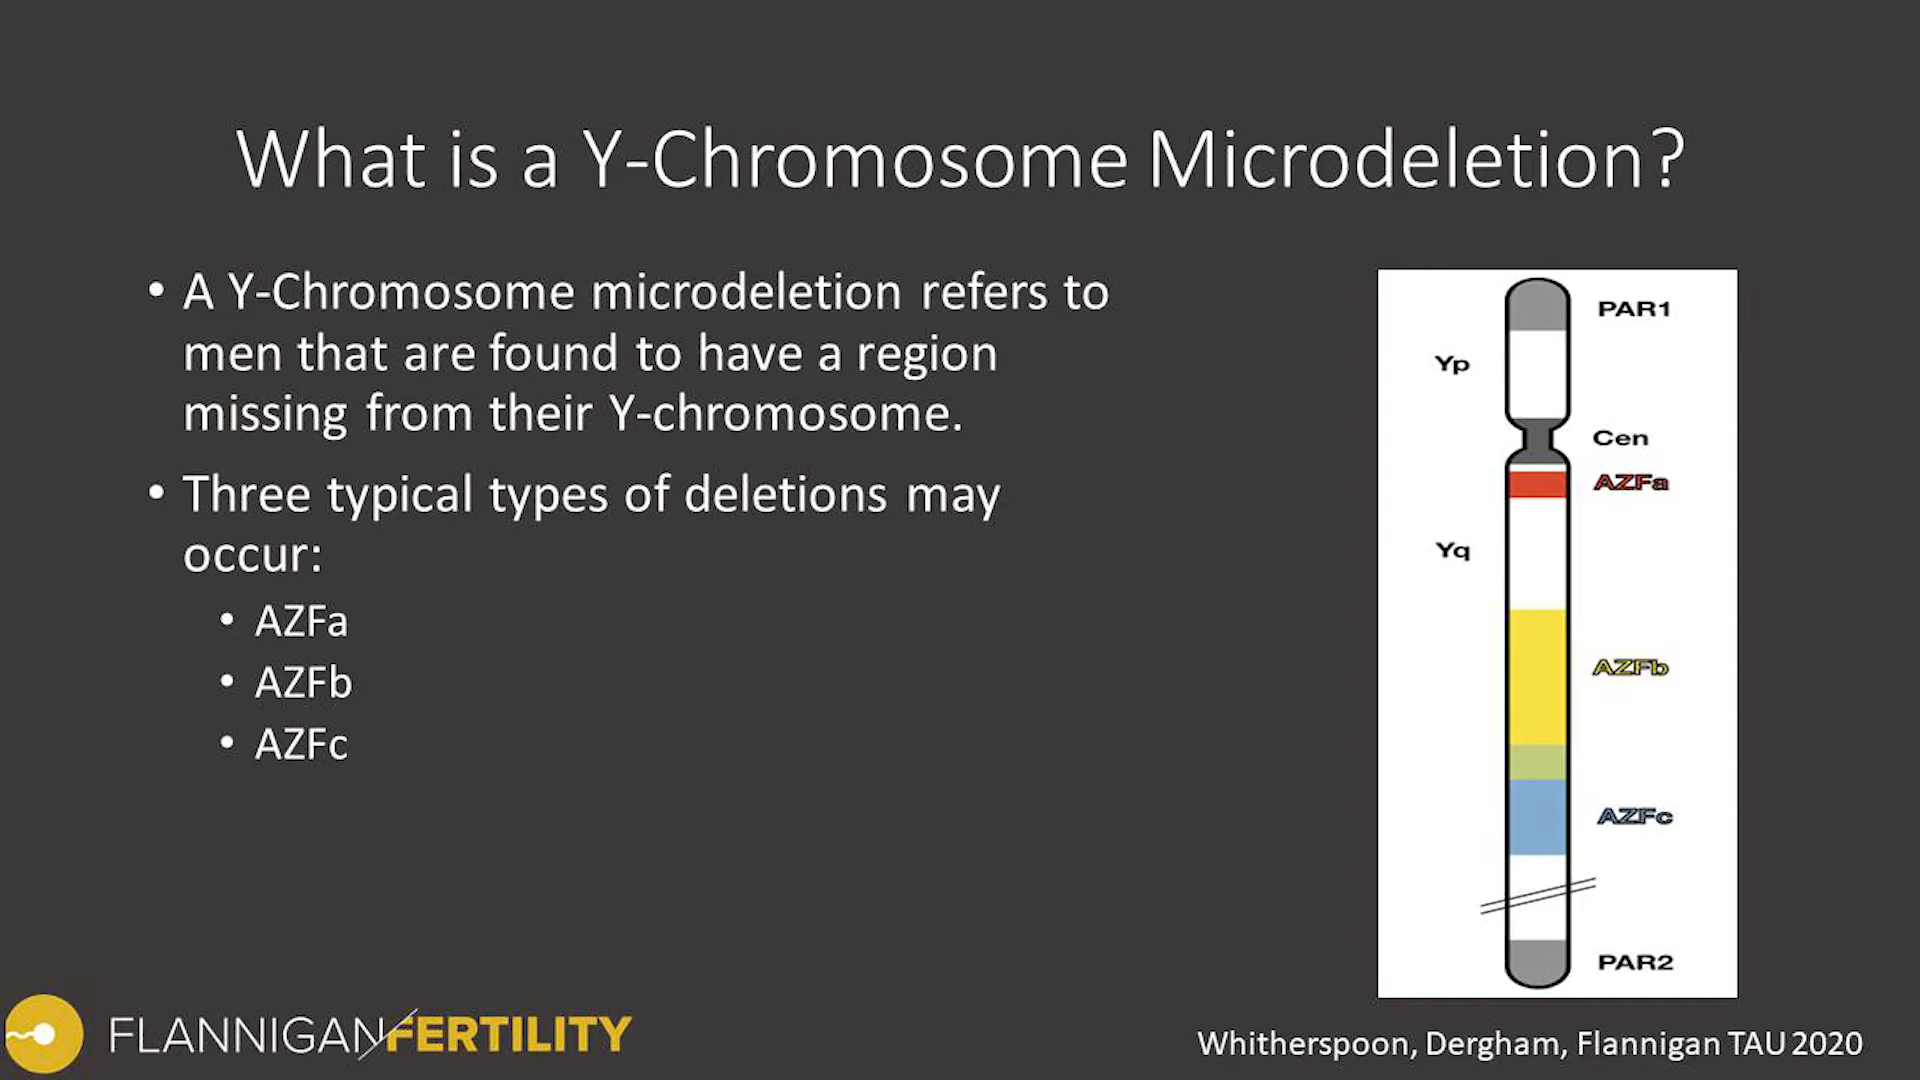 What is a Y-Chromosome Microdeletion?
• A Y-Chromosome microdeletion refers to
men that are found to have a region
missing from their Y-chromosome.
• Three typical types of deletions may
occur:
• AZFa
• AZFb
• AZFc
PAR1
Yp
Cen
AZFa
Yq
AZFb
AZFc
PAR2
FLANNIGAN/FERTILITY
Whitherspoon, Dergham, Flannigan TAU 2020